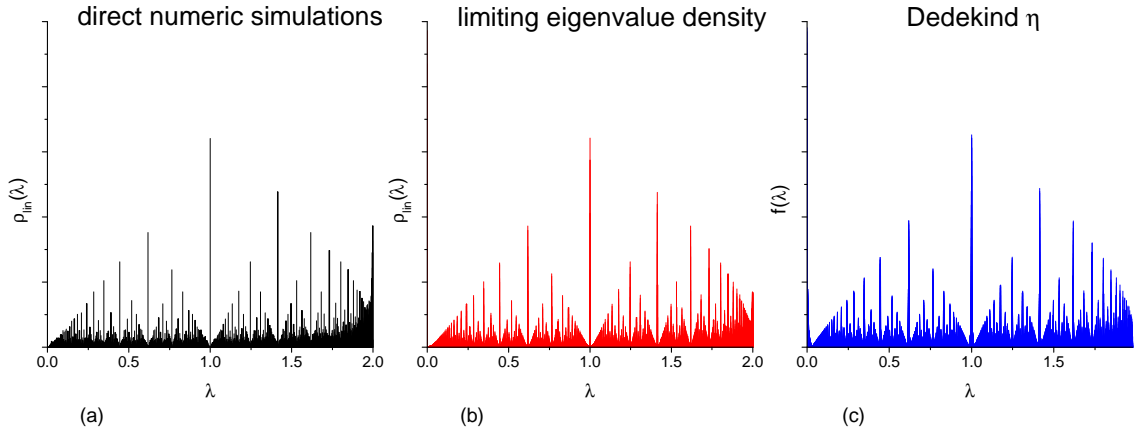 direct numeric simulations
limiting eigenvalue density
Dedekind η
ρlin(λ)
0.0 0.5 1.0 1.5 2.0
λ
(a)
ρlin(λ)
0.0 0.5 1.0 1.5 2.0
λ
(b)
f(λ)
0.0 0.5 1.0 1.5
λ
(c)